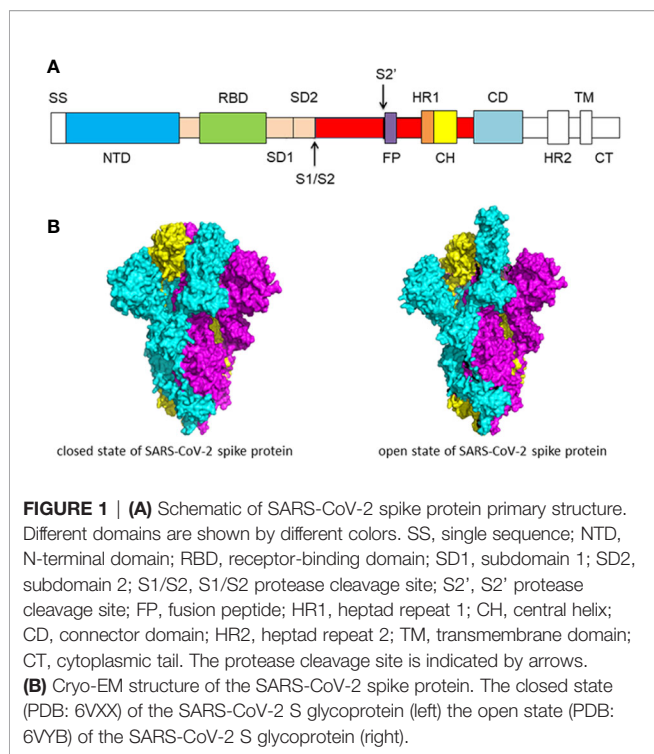 A
S2'
SS RBD SD2 HR1 CD TM
NTD SD1 FP CH HR2 CT
S1/S2
B
closed state of SARS-CoV-2 spike protein open state of SARS-CoV-2 spike protein
FIGURE 1 | (A) Schematic of SARS-CoV-2 spike protein primary structure.
Different domains are shown by different colors. SS, single sequence; NTD,
N-terminal domain; RBD, receptor-binding domain; SD1, subdomain 1; SD2,
subdomain 2; S1/S2, S1/S2 protease cleavage site; S2’, S2’ protease
cleavage site; FP, fusion peptide; HR1, heptad repeat 1; CH, central helix;
CD, connector domain; HR2, heptad repeat 2; TM, transmembrane domain;
CT, cytoplasmic tail. The protease cleavage site is indicated by arrows.
(B) Cryo-EM structure of the SARS-CoV-2 spike protein. The closed state
(PDB: 6VXX) of the SARS-CoV-2 S glycoprotein (left) the open state (PDB:
6VYB) of the SARS-CoV-2 S glycoprotein (right).